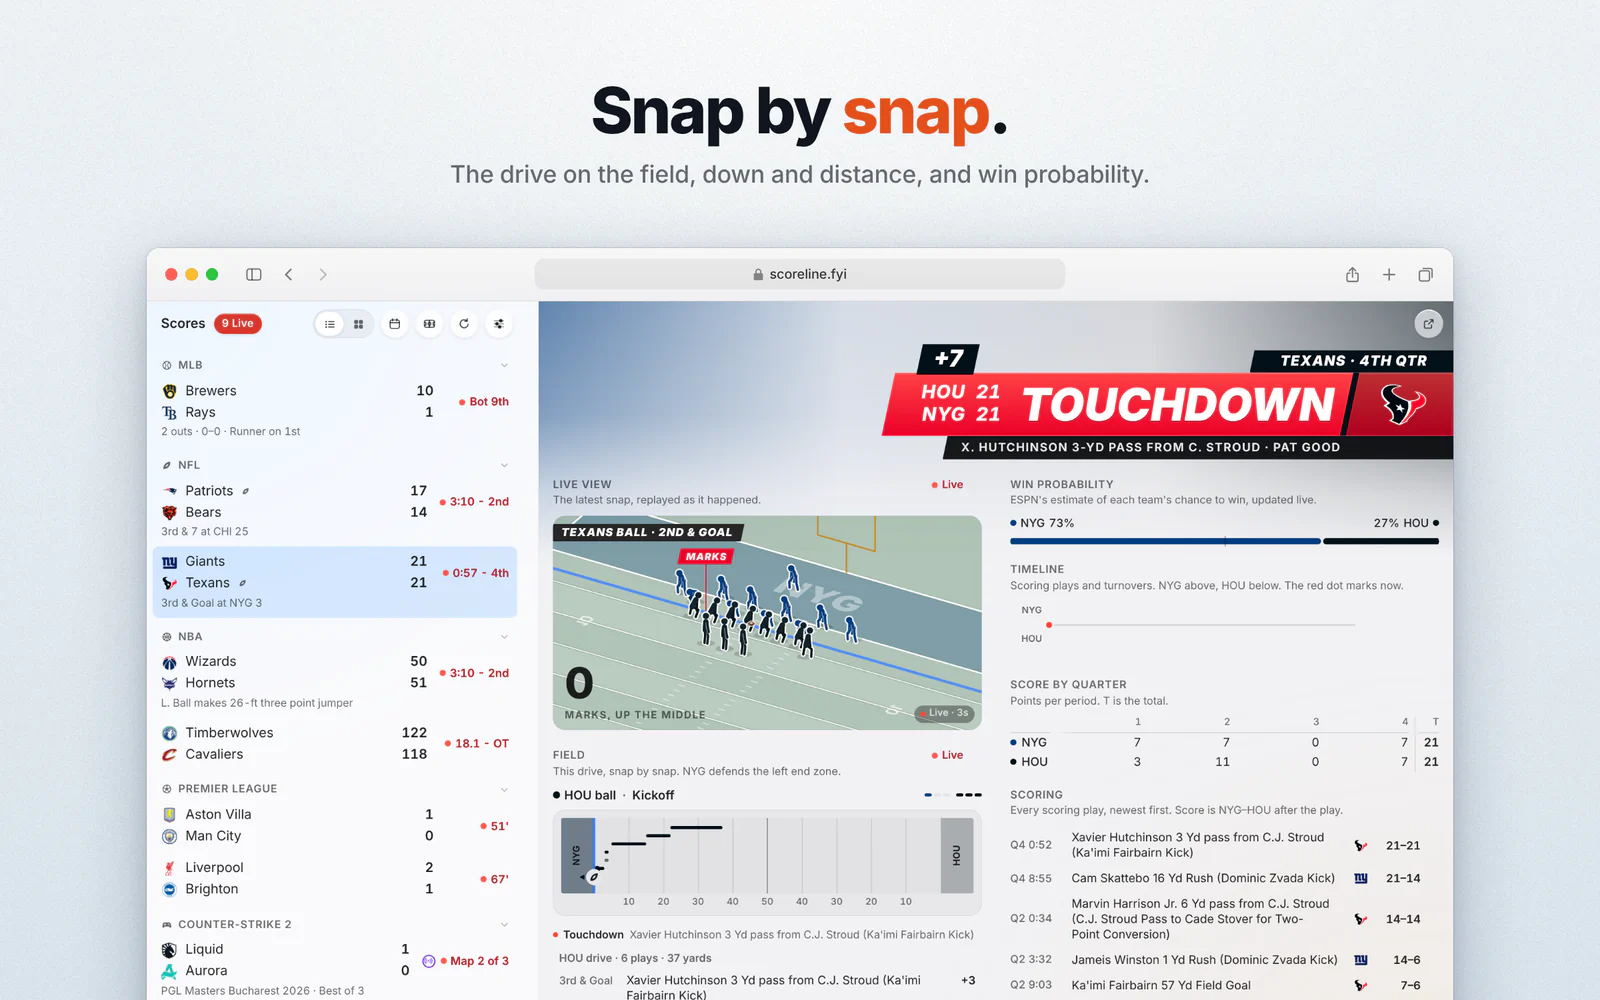 Snap by snap.
The drive on the field, down and distance, and win probability.
scoreline.fyi
Scores
9 Live
MLB
Brewers 10
Rays 1
Bot 9th
2 outs · 0–0 · Runner on 1st
NFL
Patriots 17
Bears 14
3:10 - 2nd
3rd & 7 at CHI 25
Giants 21
Texans 21
0:57 - 4th
3rd & Goal at NYG 3
NBA
Wizards 50
Hornets 51
3:10 - 2nd
L. Ball makes 26-ft three point jumper
Timberwolves 122
Cavaliers 118
18.1 - OT
PREMIER LEAGUE
Aston Villa 1
Man City 0
51'
Liverpool 2
Brighton 1
67'
COUNTER-STRIKE 2
Liquid 1
Aurora 0
Map 2 of 3
PGL Masters Bucharest 2026 · Best of 3
+7
TEXANS · 4TH QTR
HOU 21
NYG 21
TOUCHDOWN
X. HUTCHINSON 3-YD PASS FROM C. STROUD · PAT GOOD
LIVE VIEW
Live
The latest snap, replayed as it happened.
TEXANS BALL · 2ND & GOAL
MARKS
NYG
0
MARKS, UP THE MIDDLE
Live · 3s
FIELD
Live
This drive, snap by snap. NYG defends the left end zone.
HOU ball · Kickoff
NYG
HOU
10 20 30 40 50 40 30 20 10
Touchdown Xavier Hutchinson 3 Yd pass from C.J. Stroud (Ka'imi Fairbairn Kick)
HOU drive · 6 plays · 37 yards
3rd & Goal Xavier Hutchinson 3 Yd pass from C.J. Stroud (Ka'imi +3
Fairbairn Kick)
WIN PROBABILITY
ESPN's estimate of each team's chance to win, updated live.
NYG 73% 27% HOU
TIMELINE
Scoring plays and turnovers. NYG above, HOU below. The red dot marks now.
NYG
HOU
SCORE BY QUARTER
Points per period. T is the total.
1 2 3 4 T
NYG 7 7 0 7 21
HOU 3 11 0 7 21
SCORING
Every scoring play, newest first. Score is NYG–HOU after the play.
Q4 0:52 Xavier Hutchinson 3 Yd pass from C.J. Stroud
(Ka'imi Fairbairn Kick) 21–21
Q4 8:55 Cam Skattebo 16 Yd Rush (Dominic Zvada Kick) 21–14
Marvin Harrison Jr. 6 Yd pass from C.J. Stroud
Q2 0:34 (C.J. Stroud Pass to Cade Stover for Two- 14–14
Point Conversion)
Q2 3:32 Jameis Winston 1 Yd Rush (Dominic Zvada Kick) 14–6
Q2 9:03 Ka'imi Fairbairn 57 Yd Field Goal 7–6